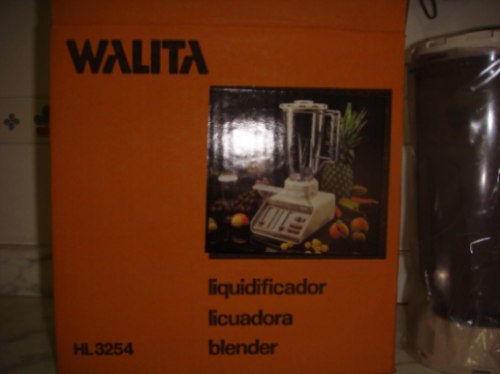 WALITA
liquidificador
licuadora
HL 3254
blender